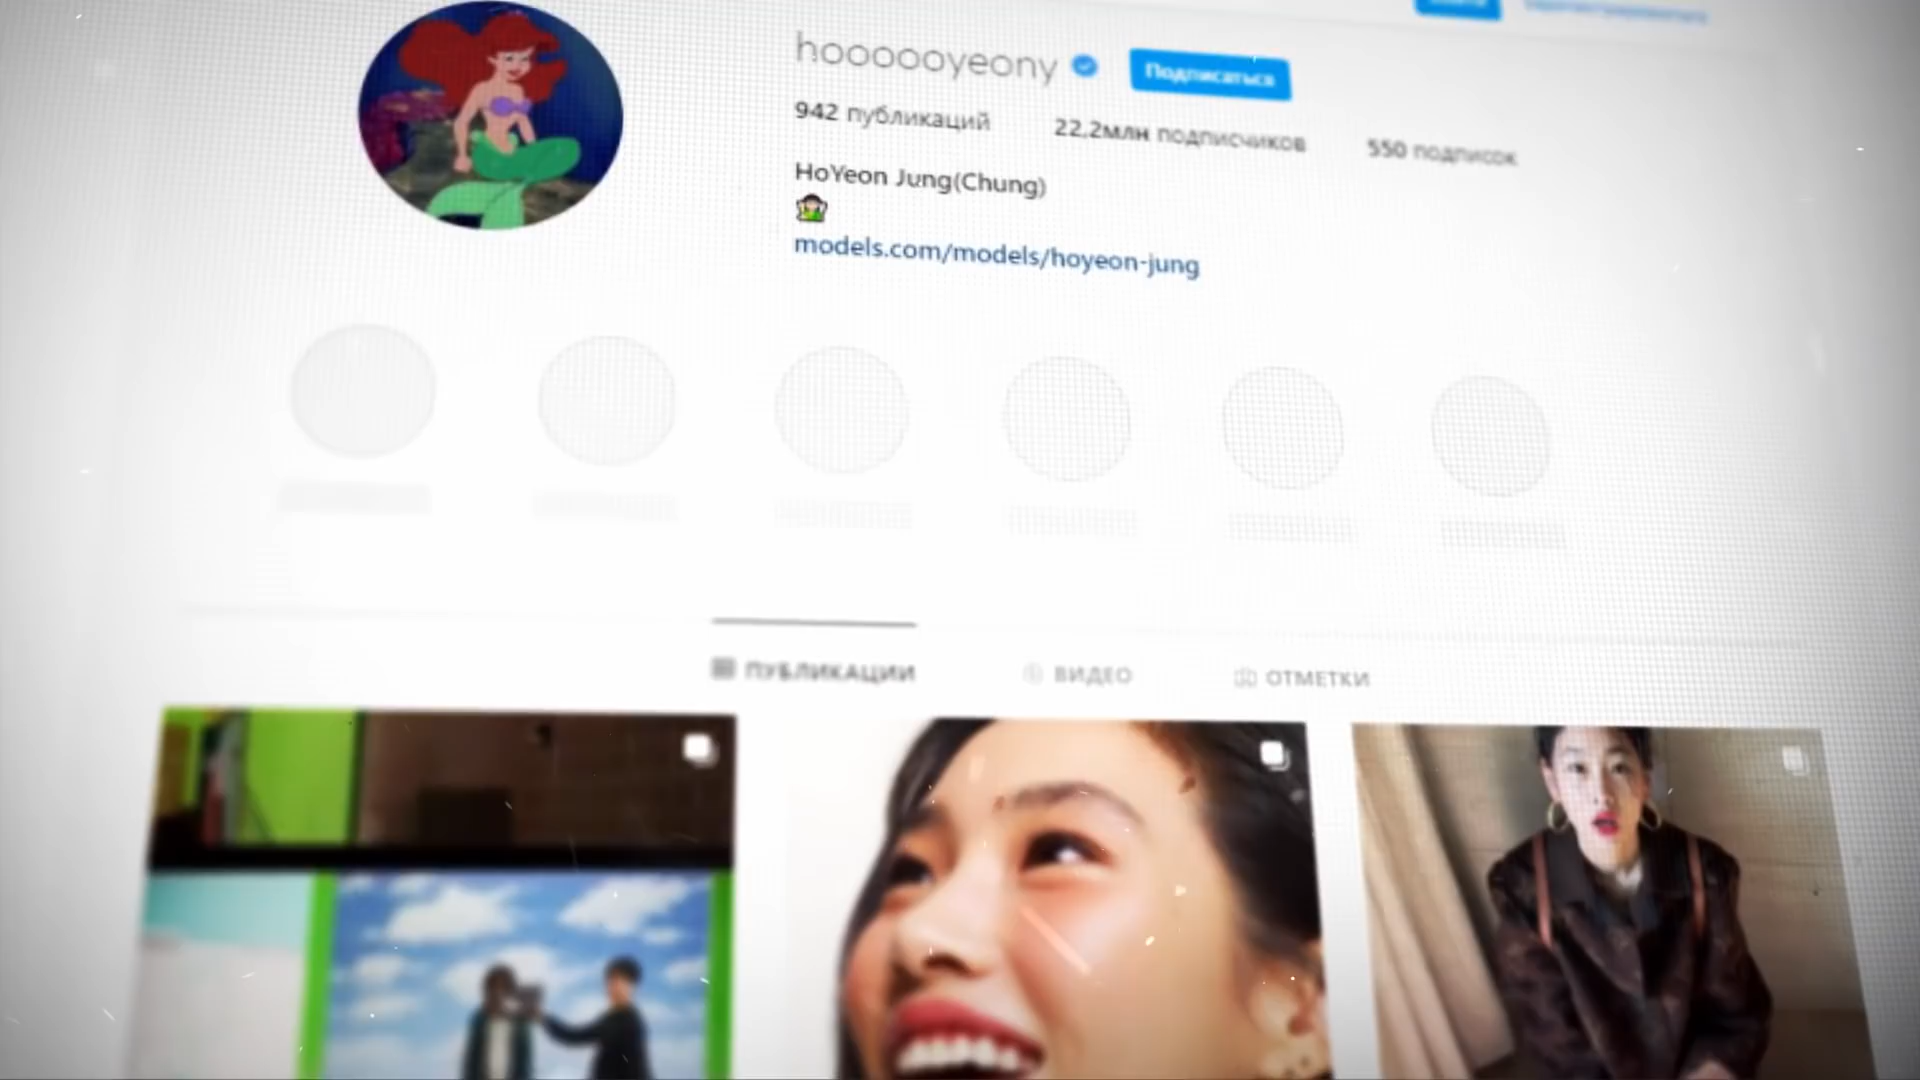 hoooooyeony
Подписаться
942 публикаций 22,2млн подписчиков 550 подписок
HoYeon Jung(Chung)
models.com/models/hoyeon-jung
ПУБЛИКАЦИИ ВИДЕО ОТМЕТКИ